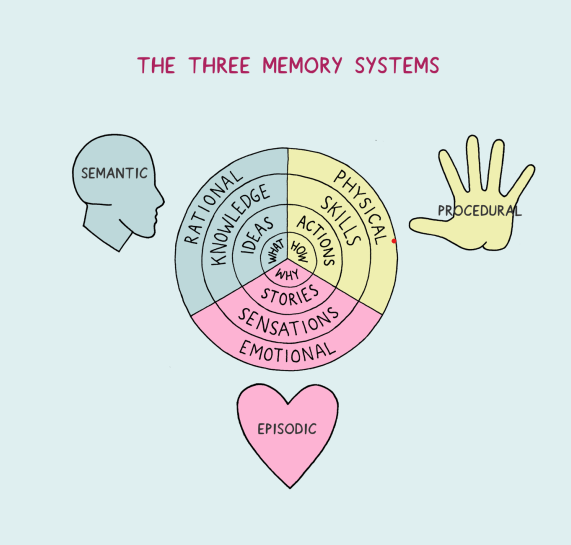 THE THREE MEMORY SYSTEMS
SEMANTIC
PROCEDURAL
RATIONAL
KNOWLEDGE
IDEAS
WHAT
PHYSICAL
SKILLS
ACTIONS
HOW
WHY
STORIES
SENSATIONS
EMOTIONAL
EPISODIC